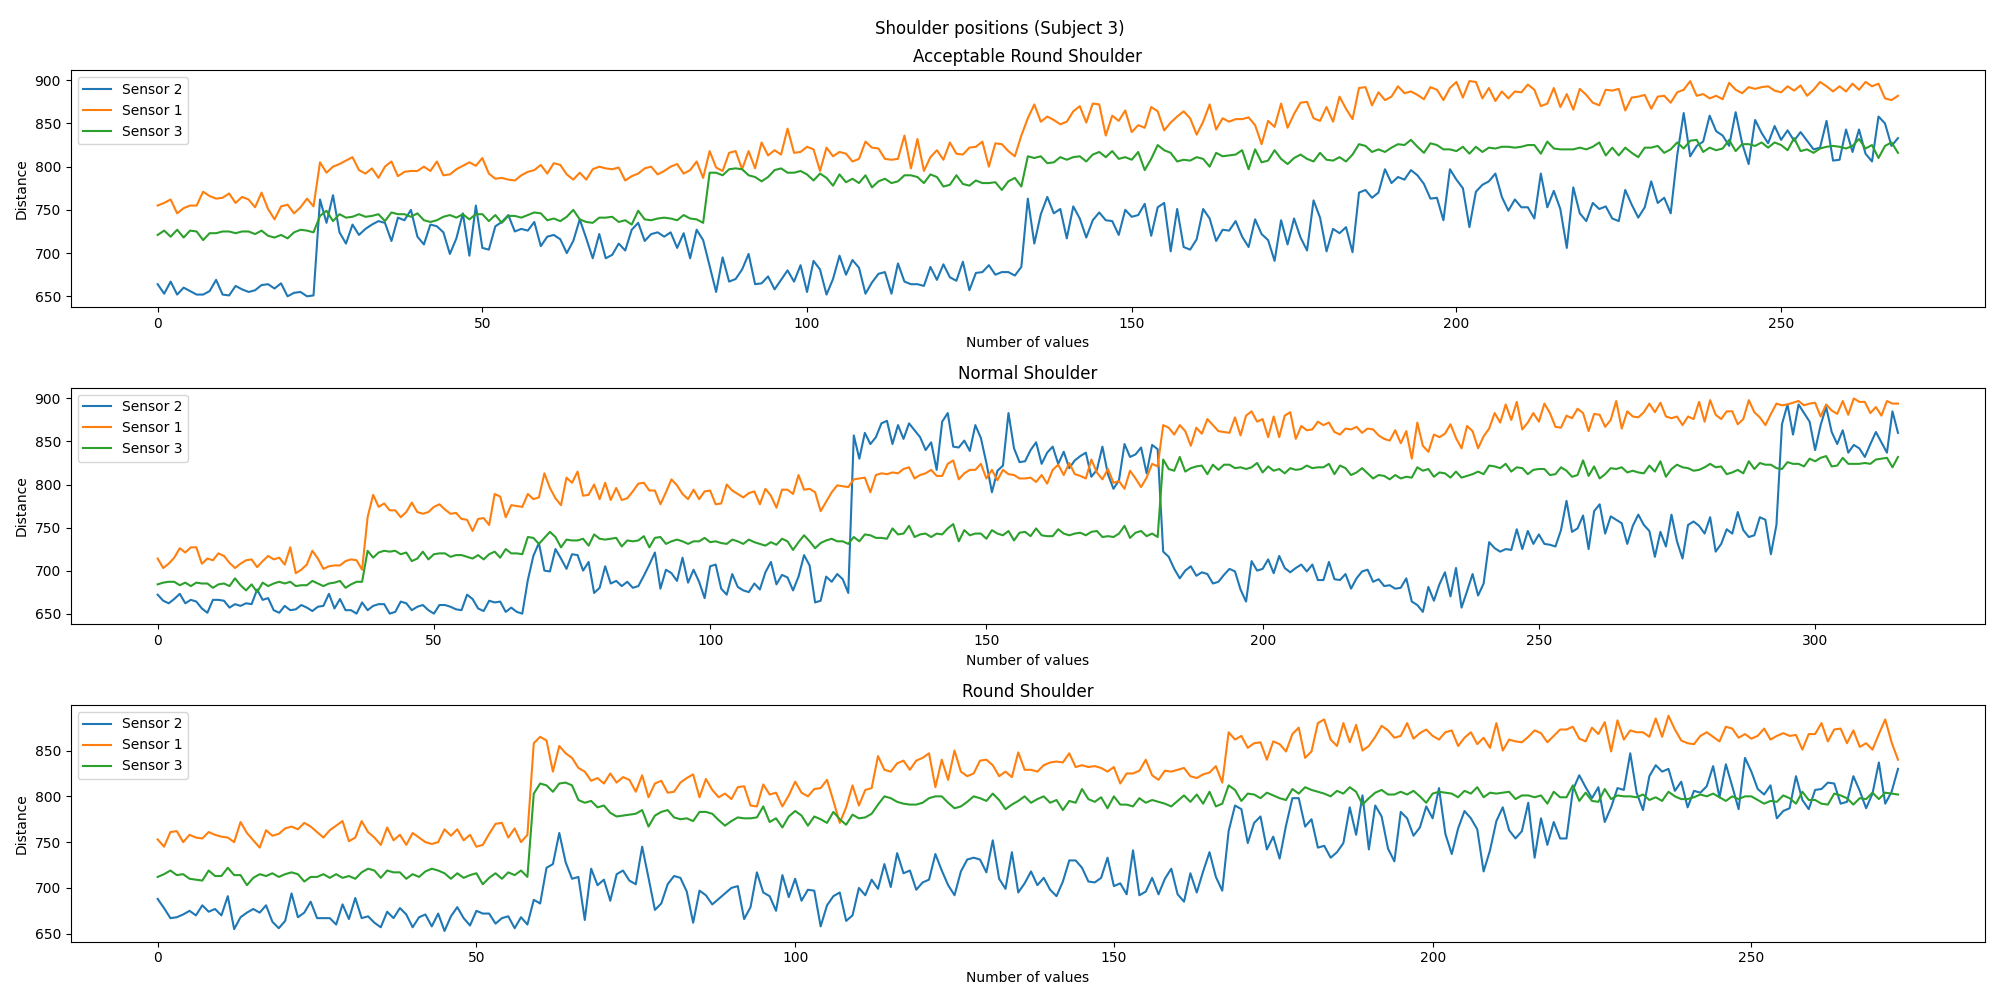 Shoulder positions (Subject 3)
Acceptable Round Shoulder
Sensor 2
Sensor 1
Sensor 3
Distance
900
850
800
750
700
650
0 50 100 150 200 250
Number of values
Normal Shoulder
Sensor 2
Sensor 1
Sensor 3
Distance
900
850
800
750
700
650
0 50 100 150 200 250 300
Number of values
Round Shoulder
Sensor 2
Sensor 1
Sensor 3
Distance
850
800
750
700
650
0 50 100 150 200 250
Number of values